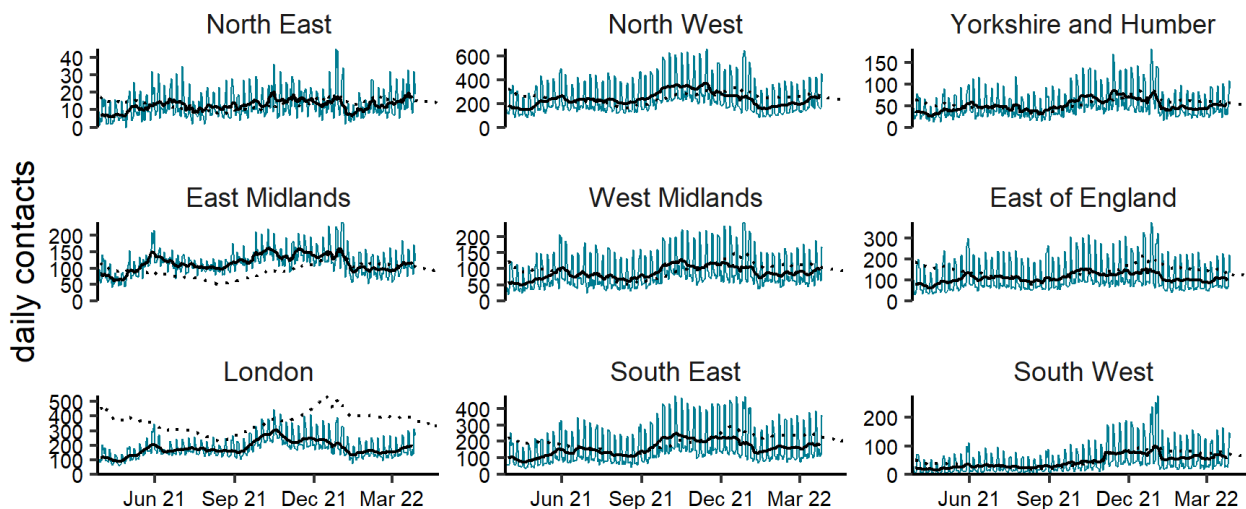 North East North West Yorkshire and Humber
40 600 150
30 400 100
20 200 50
10 0 0
0
East Midlands West Midlands East of England
200 200 300
150 150 200
100 100 100
50 50 0
0 0
daily contacts
London South East South West
500 400 200
400 300 100
300 200 0
200 100
100 0
0
Jun 21 Sep 21 Dec 21 Mar 22 Jun 21 Sep 21 Dec 21 Mar 22 Jun 21 Sep 21 Dec 21 Mar 22